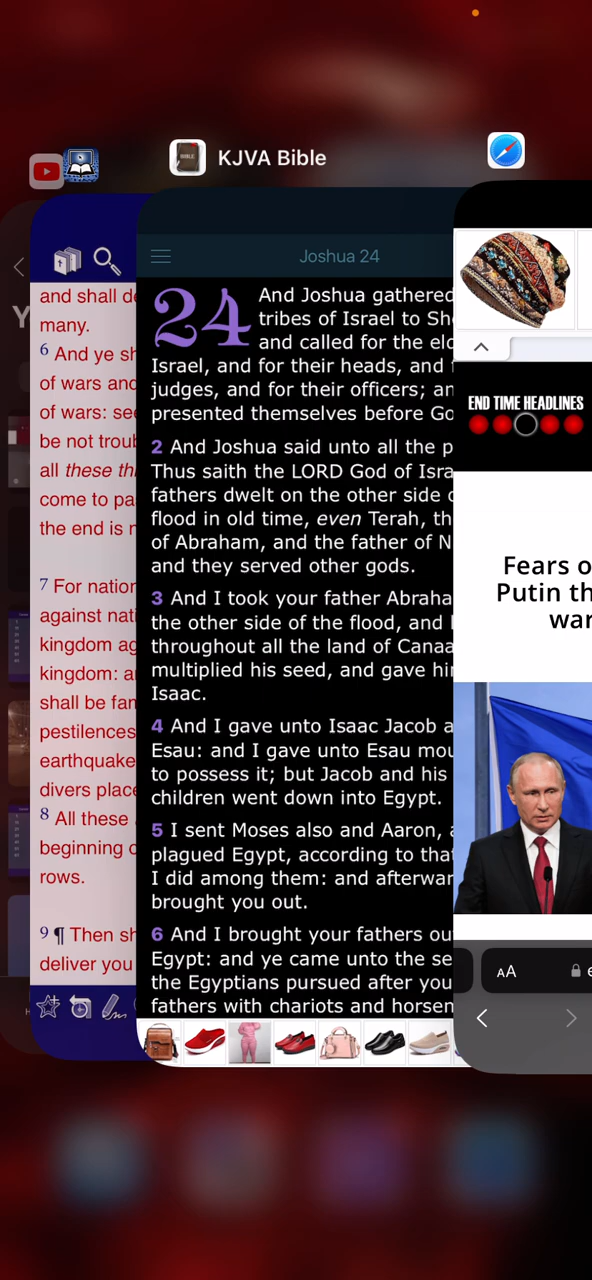 KJVA Bible
Y
and shall de
many.
6 And ye sh
of wars and
of wars: see
be not troub
all these thi
come to pas
the end is n
7 For nation
against nati
kingdom ag
kingdom: an
shall be fam
pestilences
earthquake
divers place
8 All these
beginning o
rows.
9 ¶ Then sh
deliver you
Joshua 24
24 And Joshua gathered
tribes of Israel to She
and called for the eld
Israel, and for their heads, and f
judges, and for their officers; an
presented themselves before Go
2 And Joshua said unto all the p
Thus saith the LORD God of Isra
fathers dwelt on the other side o
flood in old time, even Terah, th
of Abraham, and the father of N
and they served other gods.
3 And I took your father Abraha
the other side of the flood, and l
throughout all the land of Canaa
multiplied his seed, and gave hir
Isaac.
4 And I gave unto Isaac Jacob a
Esau: and I gave unto Esau mou
to possess it; but Jacob and his
children went down into Egypt.
5 I sent Moses also and Aaron, a
plagued Egypt, according to that
I did among them: and afterwar
brought you out.
6 And I brought your fathers ou
Egypt: and ye came unto the se
the Egyptians pursued after you
fathers with chariots and horsen
END TIME HEADLINES
Fears o
Putin th
war
AA
e